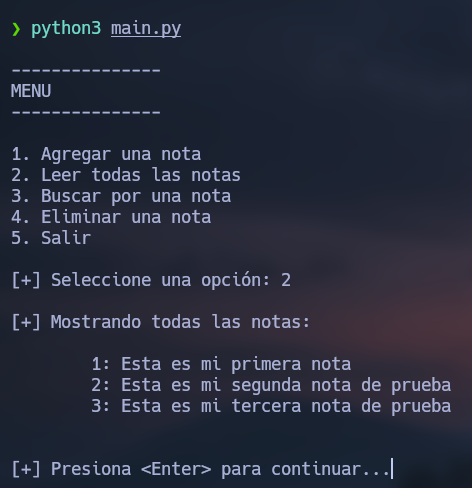 ❯ python3 main.py
---------------
MENU
---------------
1. Agregar una nota
2. Leer todas las notas
3. Buscar por una nota
4. Eliminar una nota
5. Salir
[+] Seleccione una opción: 2
[+] Mostrando todas las notas:
1: Esta es mi primera nota
2: Esta es mi segunda nota de prueba
3: Esta es mi tercera nota de prueba
[+] Presiona <Enter> para continuar...